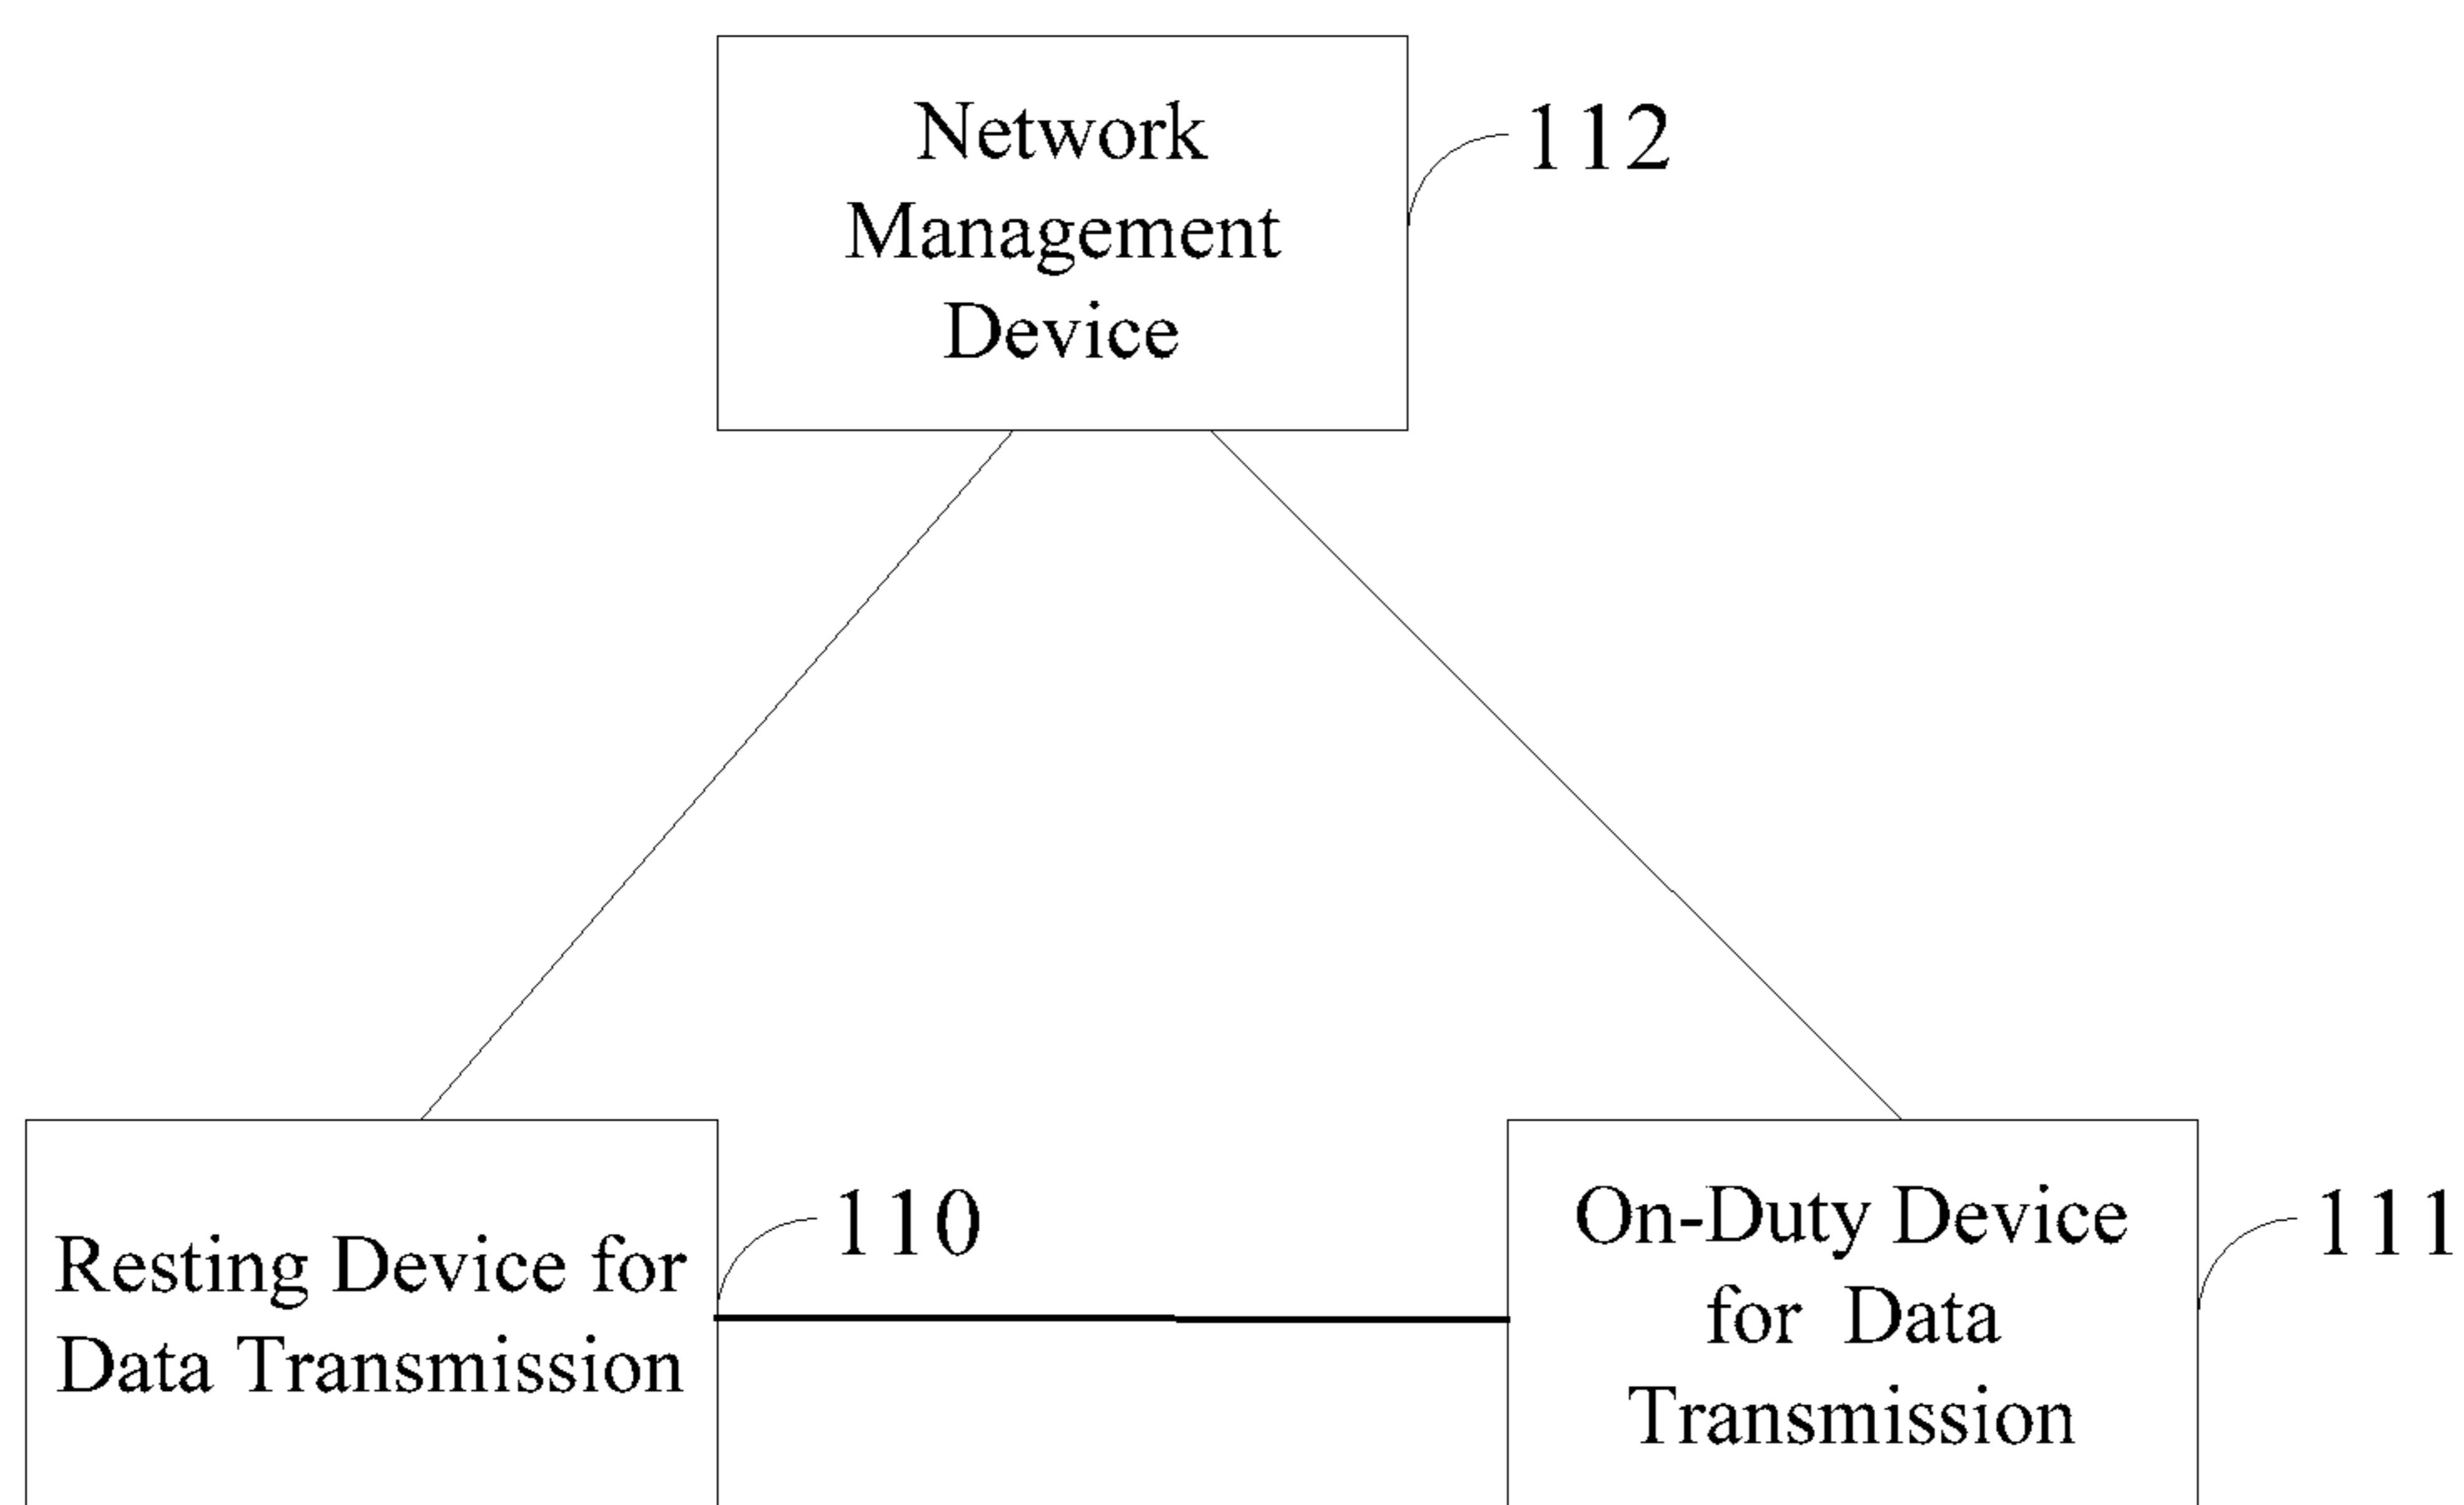 Network
Management
Device
112
Resting Device for
Data Transmission
110
On-Duty Device
for Data
Transmission
111